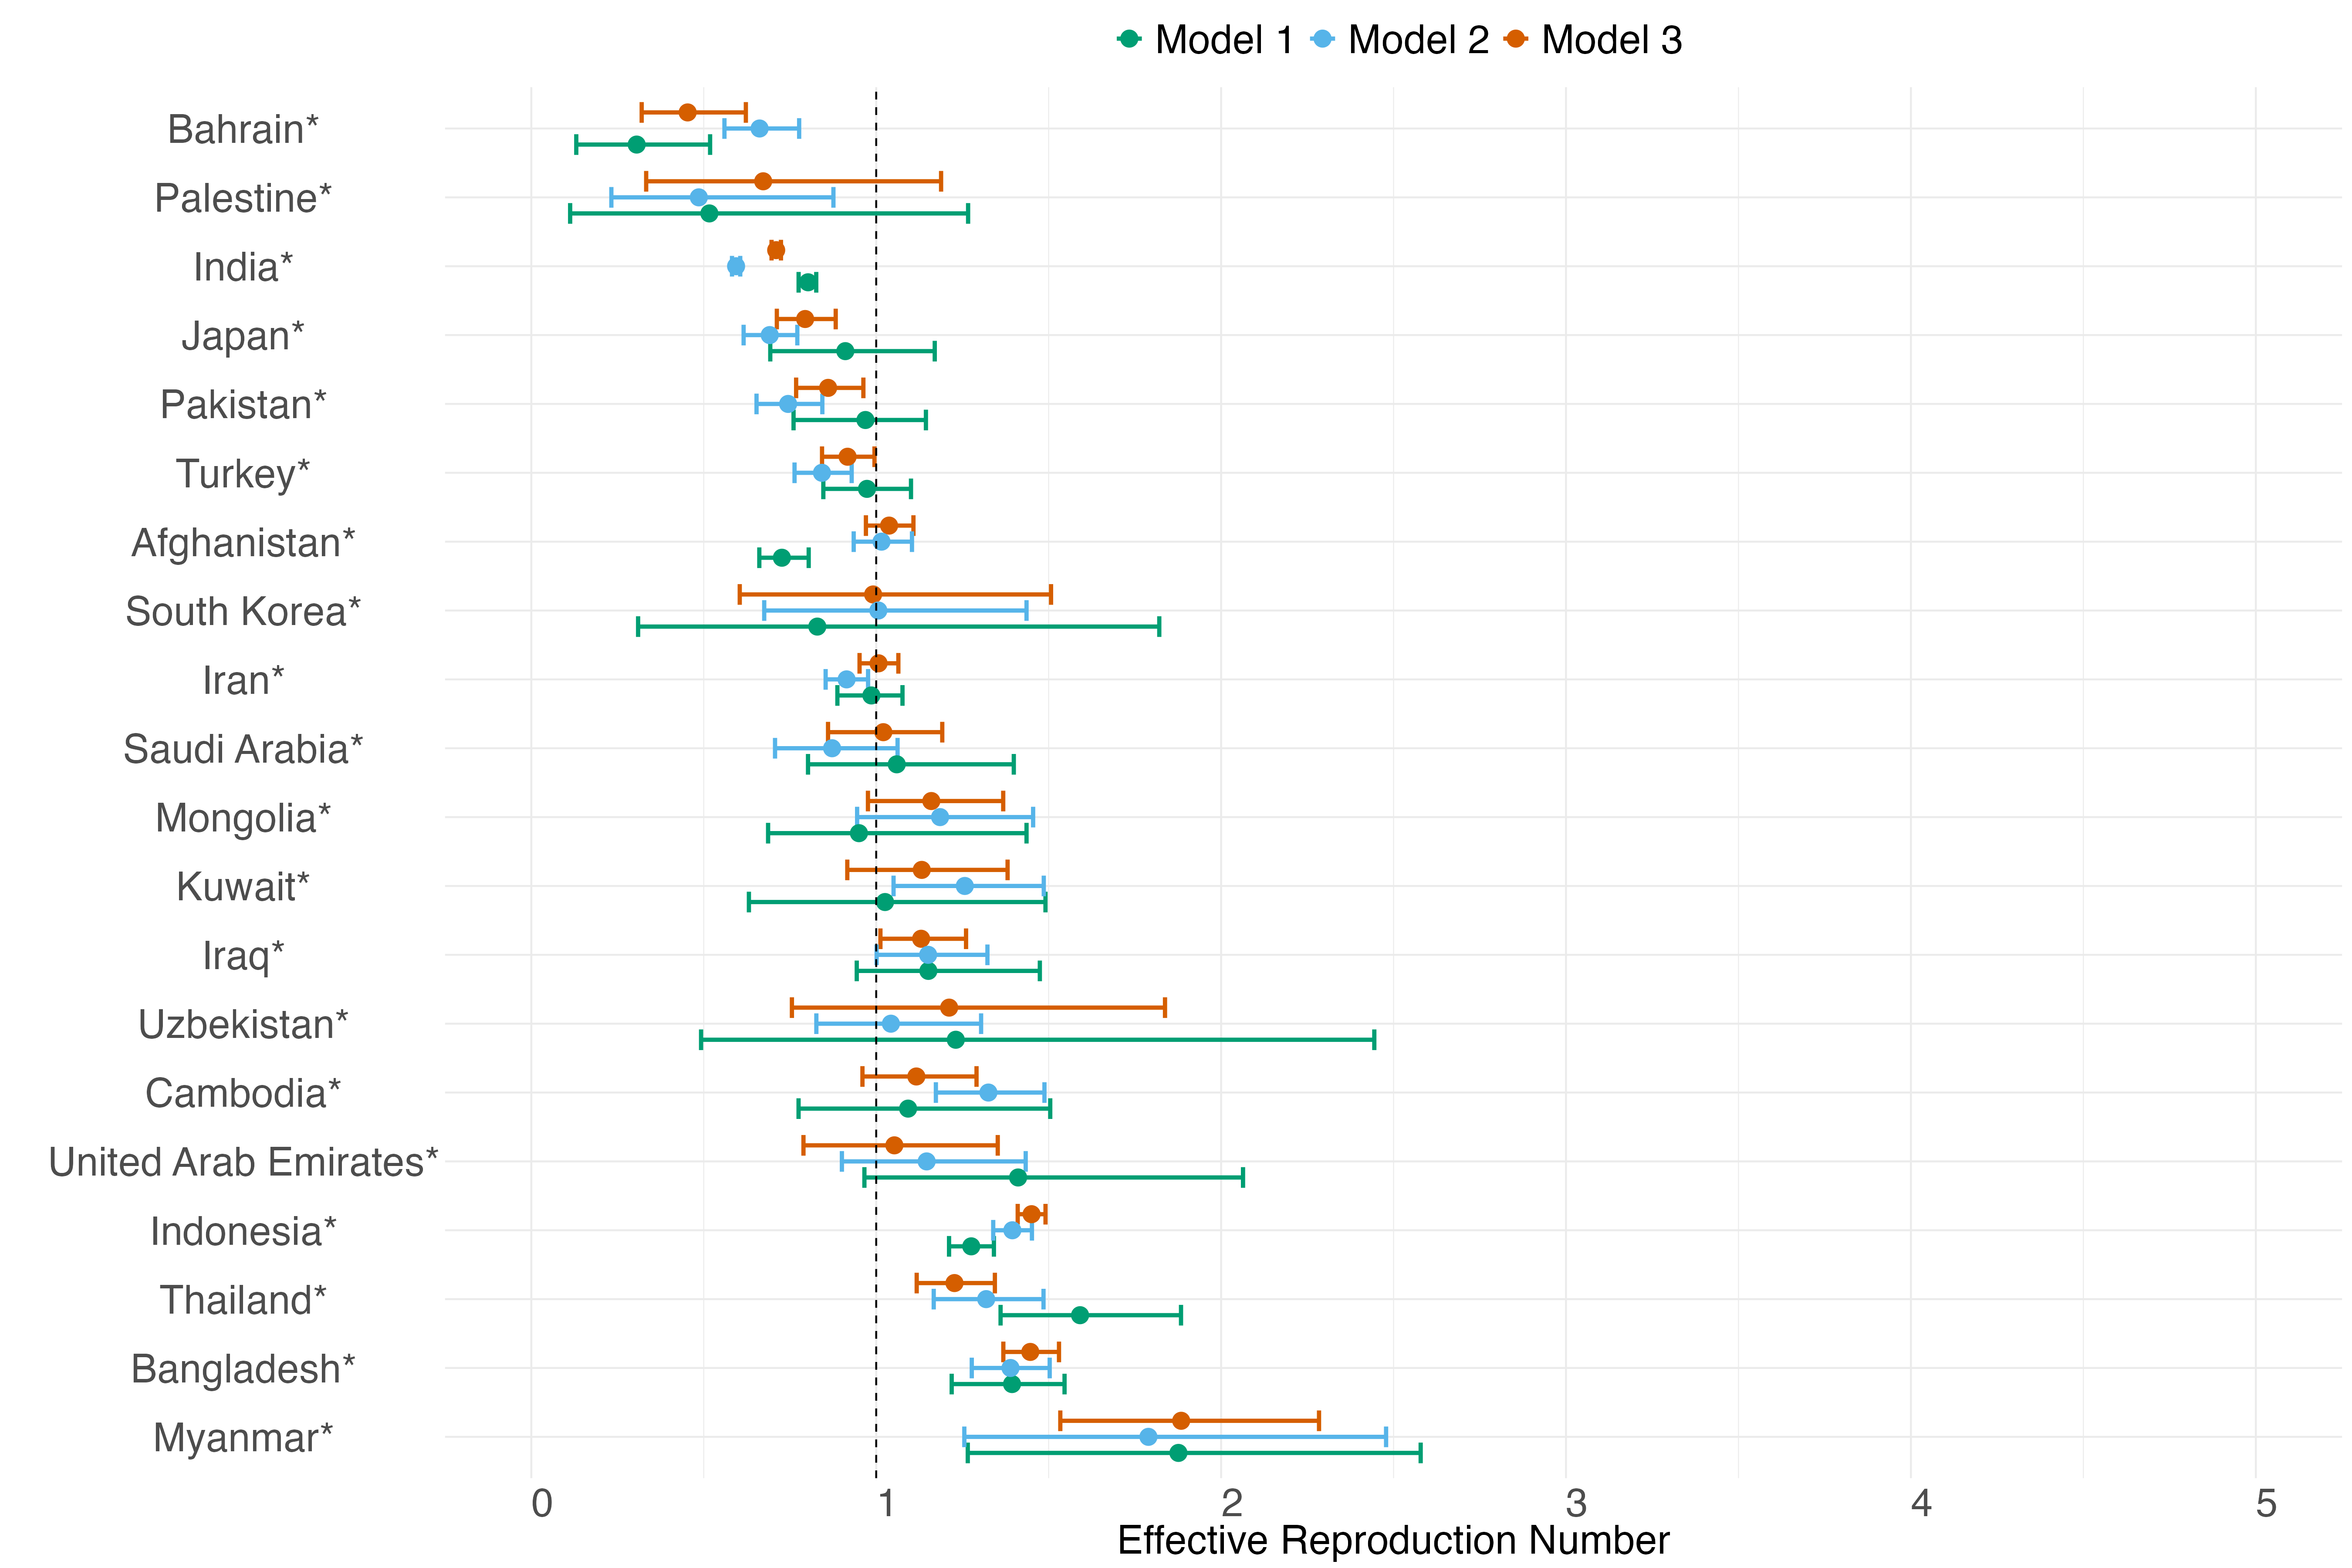 Model 1 Model 2 Model 3
Bahrain*
Palestine*
India*
Japan*
Pakistan*
Turkey*
Afghanistan*
South Korea*
Iran*
Saudi Arabia*
Mongolia*
Kuwait*
Iraq*
Uzbekistan*
Cambodia*
United Arab Emirates*
Indonesia*
Thailand*
Bangladesh*
Myanmar*
0 1 2 3 4 5
Effective Reproduction Number